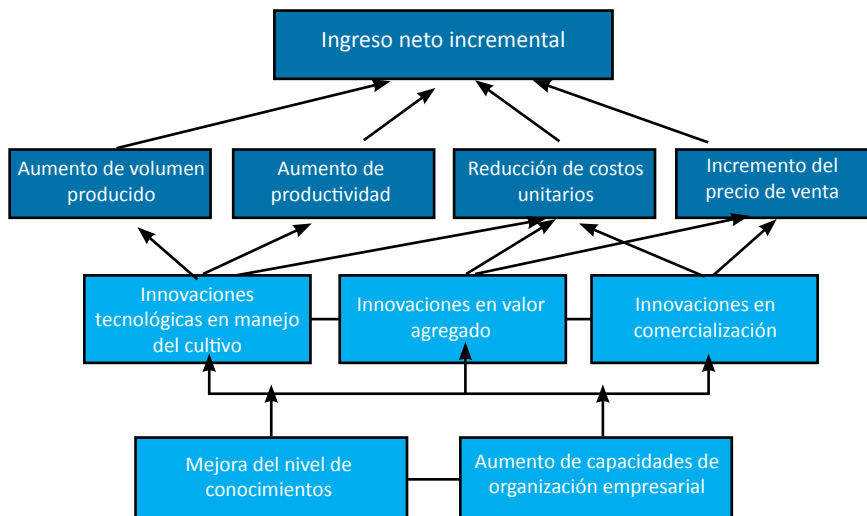 Ingreso neto incremental
Aumento de volumen
producido
Aumento de
productividad
Reducción de costos
unitarios
Incremento del
precio de venta
Innovaciones
tecnológicas en manejo
del cultivo
Innovaciones en valor
agregado
Innovaciones en
comercialización
Mejora del nivel de
conocimientos
Aumento de capacidades de
organización empresarial